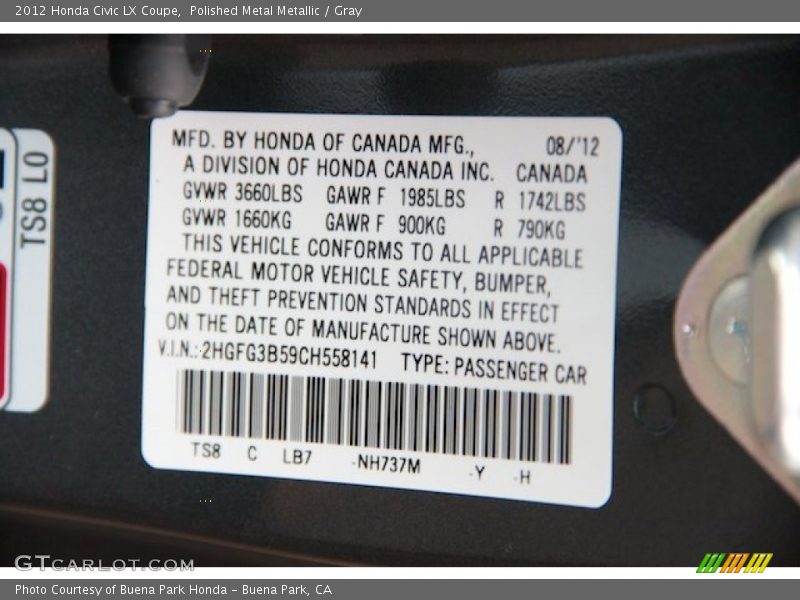 2012 Honda Civic LX Coupe,  Polished Metal Metallic / Gray
TS8 L0
MFD. BY HONDA OF CANADA MFG., 08/'12
A DIVISION OF HONDA CANADA INC. CANADA
GVWR 3660LBS GAWR F 1985LBS R 1742LBS
GVWR 1660KG GAWR F 900KG R 790KG
THIS VEHICLE CONFORMS TO ALL APPLICABLE
FEDERAL MOTOR VEHICLE SAFETY, BUMPER,
AND THEFT PREVENTION STANDARDS IN EFFECT
ON THE DATE OF MANUFACTURE SHOWN ABOVE.
V.I.N.:2HGFG3B59CH558141 TYPE: PASSENGER CAR
TS8 C LB7 -NH737M -Y -H
GTCARLOT.COM
Photo Courtesy of Buena Park Honda – Buena Park, CA